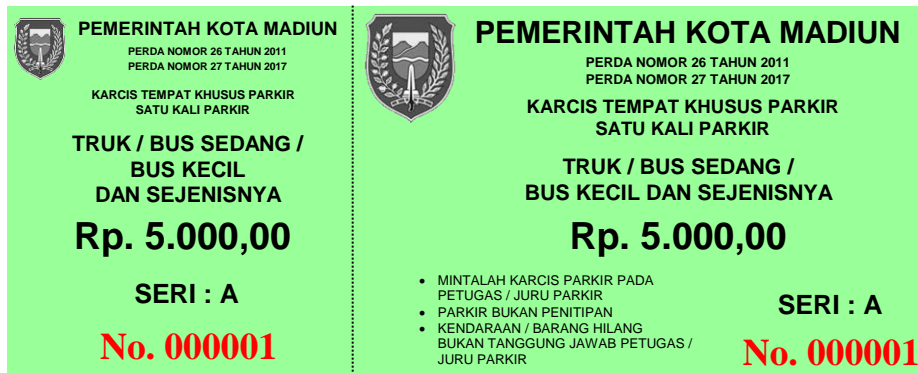 PEMERINTAH KOTA MADIUN
PERDA NOMOR 26 TAHUN 2011
PERDA NOMOR 27 TAHUN 2017
KARCIS TEMPAT KHUSUS PARKIR
SATU KALI PARKIR
TRUK / BUS SEDANG /
BUS KECIL
DAN SEJENISNYA
Rp. 5.000,00
SERI : A
No. 000001
PEMERINTAH KOTA MADIUN
PERDA NOMOR 26 TAHUN 2011
PERDA NOMOR 27 TAHUN 2017
KARCIS TEMPAT KHUSUS PARKIR
SATU KALI PARKIR
TRUK / BUS SEDANG /
BUS KECIL DAN SEJENISNYA
Rp. 5.000,00
• MINTALAH KARCIS PARKIR PADA
PETUGAS / JURU PARKIR
• PARKIR BUKAN PENITIPAN
• KENDARAAN / BARANG HILANG
BUKAN TANGGUNG JAWAB PETUGAS /
JURU PARKIR
SERI : A
No. 000001